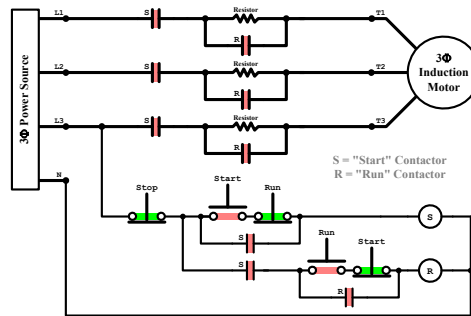 3Φ Power Source
L1
S
Resistor
R
T1
L2
S
Resistor
R
T2
L3
S
Resistor
R
T3
N
3Φ
Induction
Motor
S = "Start" Contactor
R = "Run" Contactor
Stop
Start
Run
S
S
Run
Start
S
R
R